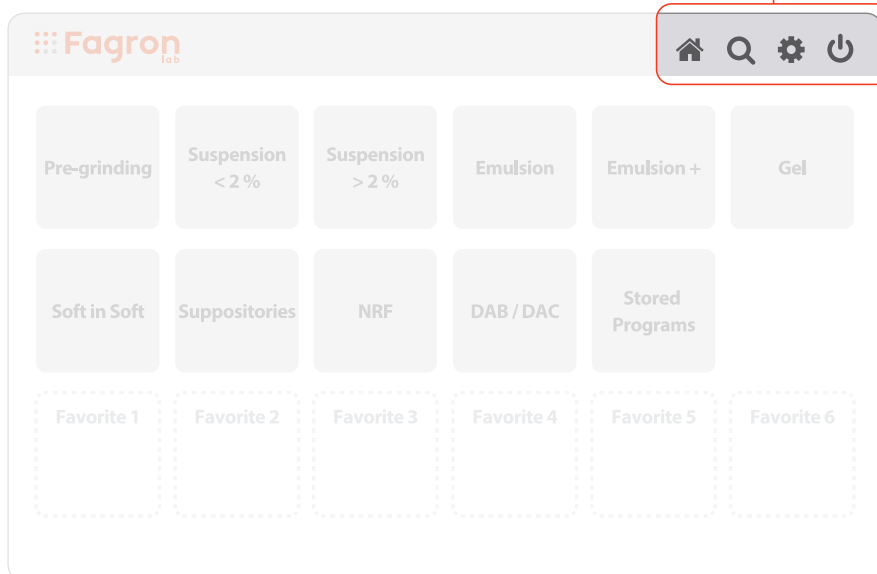 Fagron
lab
Pre-grinding
Suspension
< 2 %
Suspension
> 2 %
Emulsion
Emulsion +
Gel
Soft in Soft
Suppositories
NRF
DAB / DAC
Stored
Programs
Favorite 1
Favorite 2
Favorite 3
Favorite 4
Favorite 5
Favorite 6